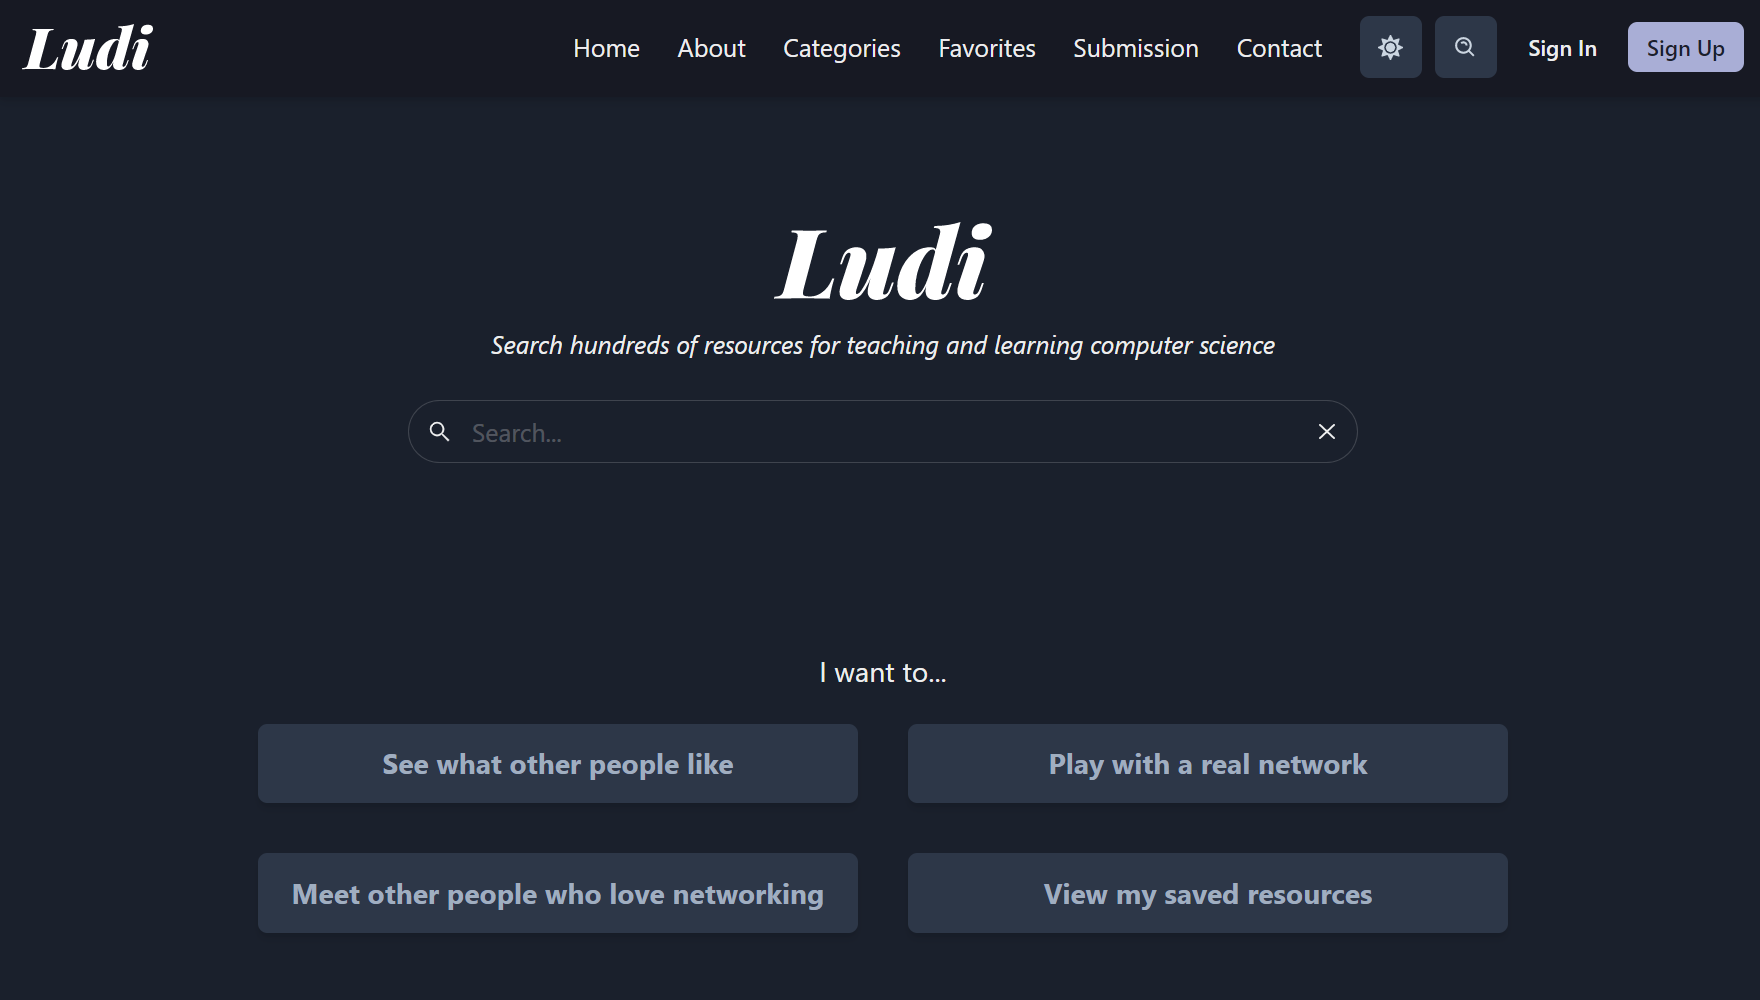 Ludi
Home About Categories Favorites Submission Contact Sign In Sign Up
Ludi
Search hundreds of resources for teaching and learning computer science
Search...
I want to...
See what other people like
Play with a real network
Meet other people who love networking
View my saved resources